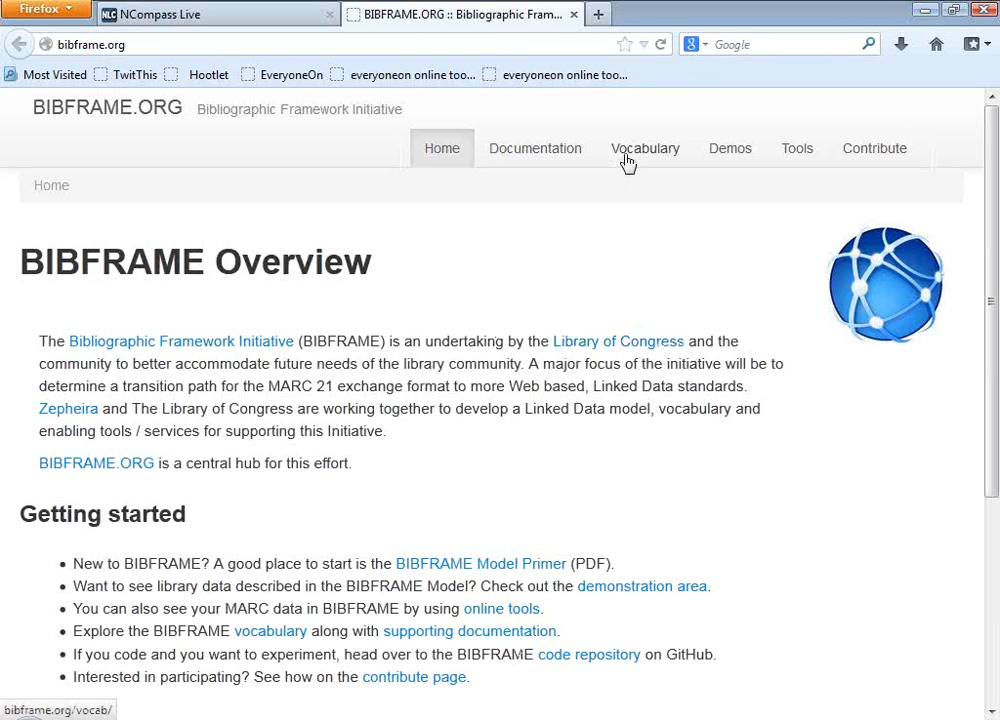 Firefox
NLC NCompass Live
BIBFRAME.ORG :: Bibliographic Fram...
bibframe.org
Google
Most Visited TwitThis Hootlet EveryoneOn everyoneon online too... everyoneon online too...
BIBFRAME.ORG Bibliographic Framework Initiative
Home Documentation Vocabulary Demos Tools Contribute
Home
BIBFRAME Overview
The Bibliographic Framework Initiative (BIBFRAME) is an undertaking by the Library of Congress and the
community to better accommodate future needs of the library community. A major focus of the initiative will be to
determine a transition path for the MARC 21 exchange format to more Web based, Linked Data standards.
Zepheira and The Library of Congress are working together to develop a Linked Data model, vocabulary and
enabling tools / services for supporting this Initiative.
BIBFRAME.ORG is a central hub for this effort.
Getting started
• New to BIBFRAME? A good place to start is the BIBFRAME Model Primer (PDF).
• Want to see library data described in the BIBFRAME Model? Check out the demonstration area.
• You can also see your MARC data in BIBFRAME by using online tools.
• Explore the BIBFRAME vocabulary along with supporting documentation.
• If you code and you want to experiment, head over to the BIBFRAME code repository on GitHub.
• Interested in participating? See how on the contribute page.
bibframe.org/vocab/